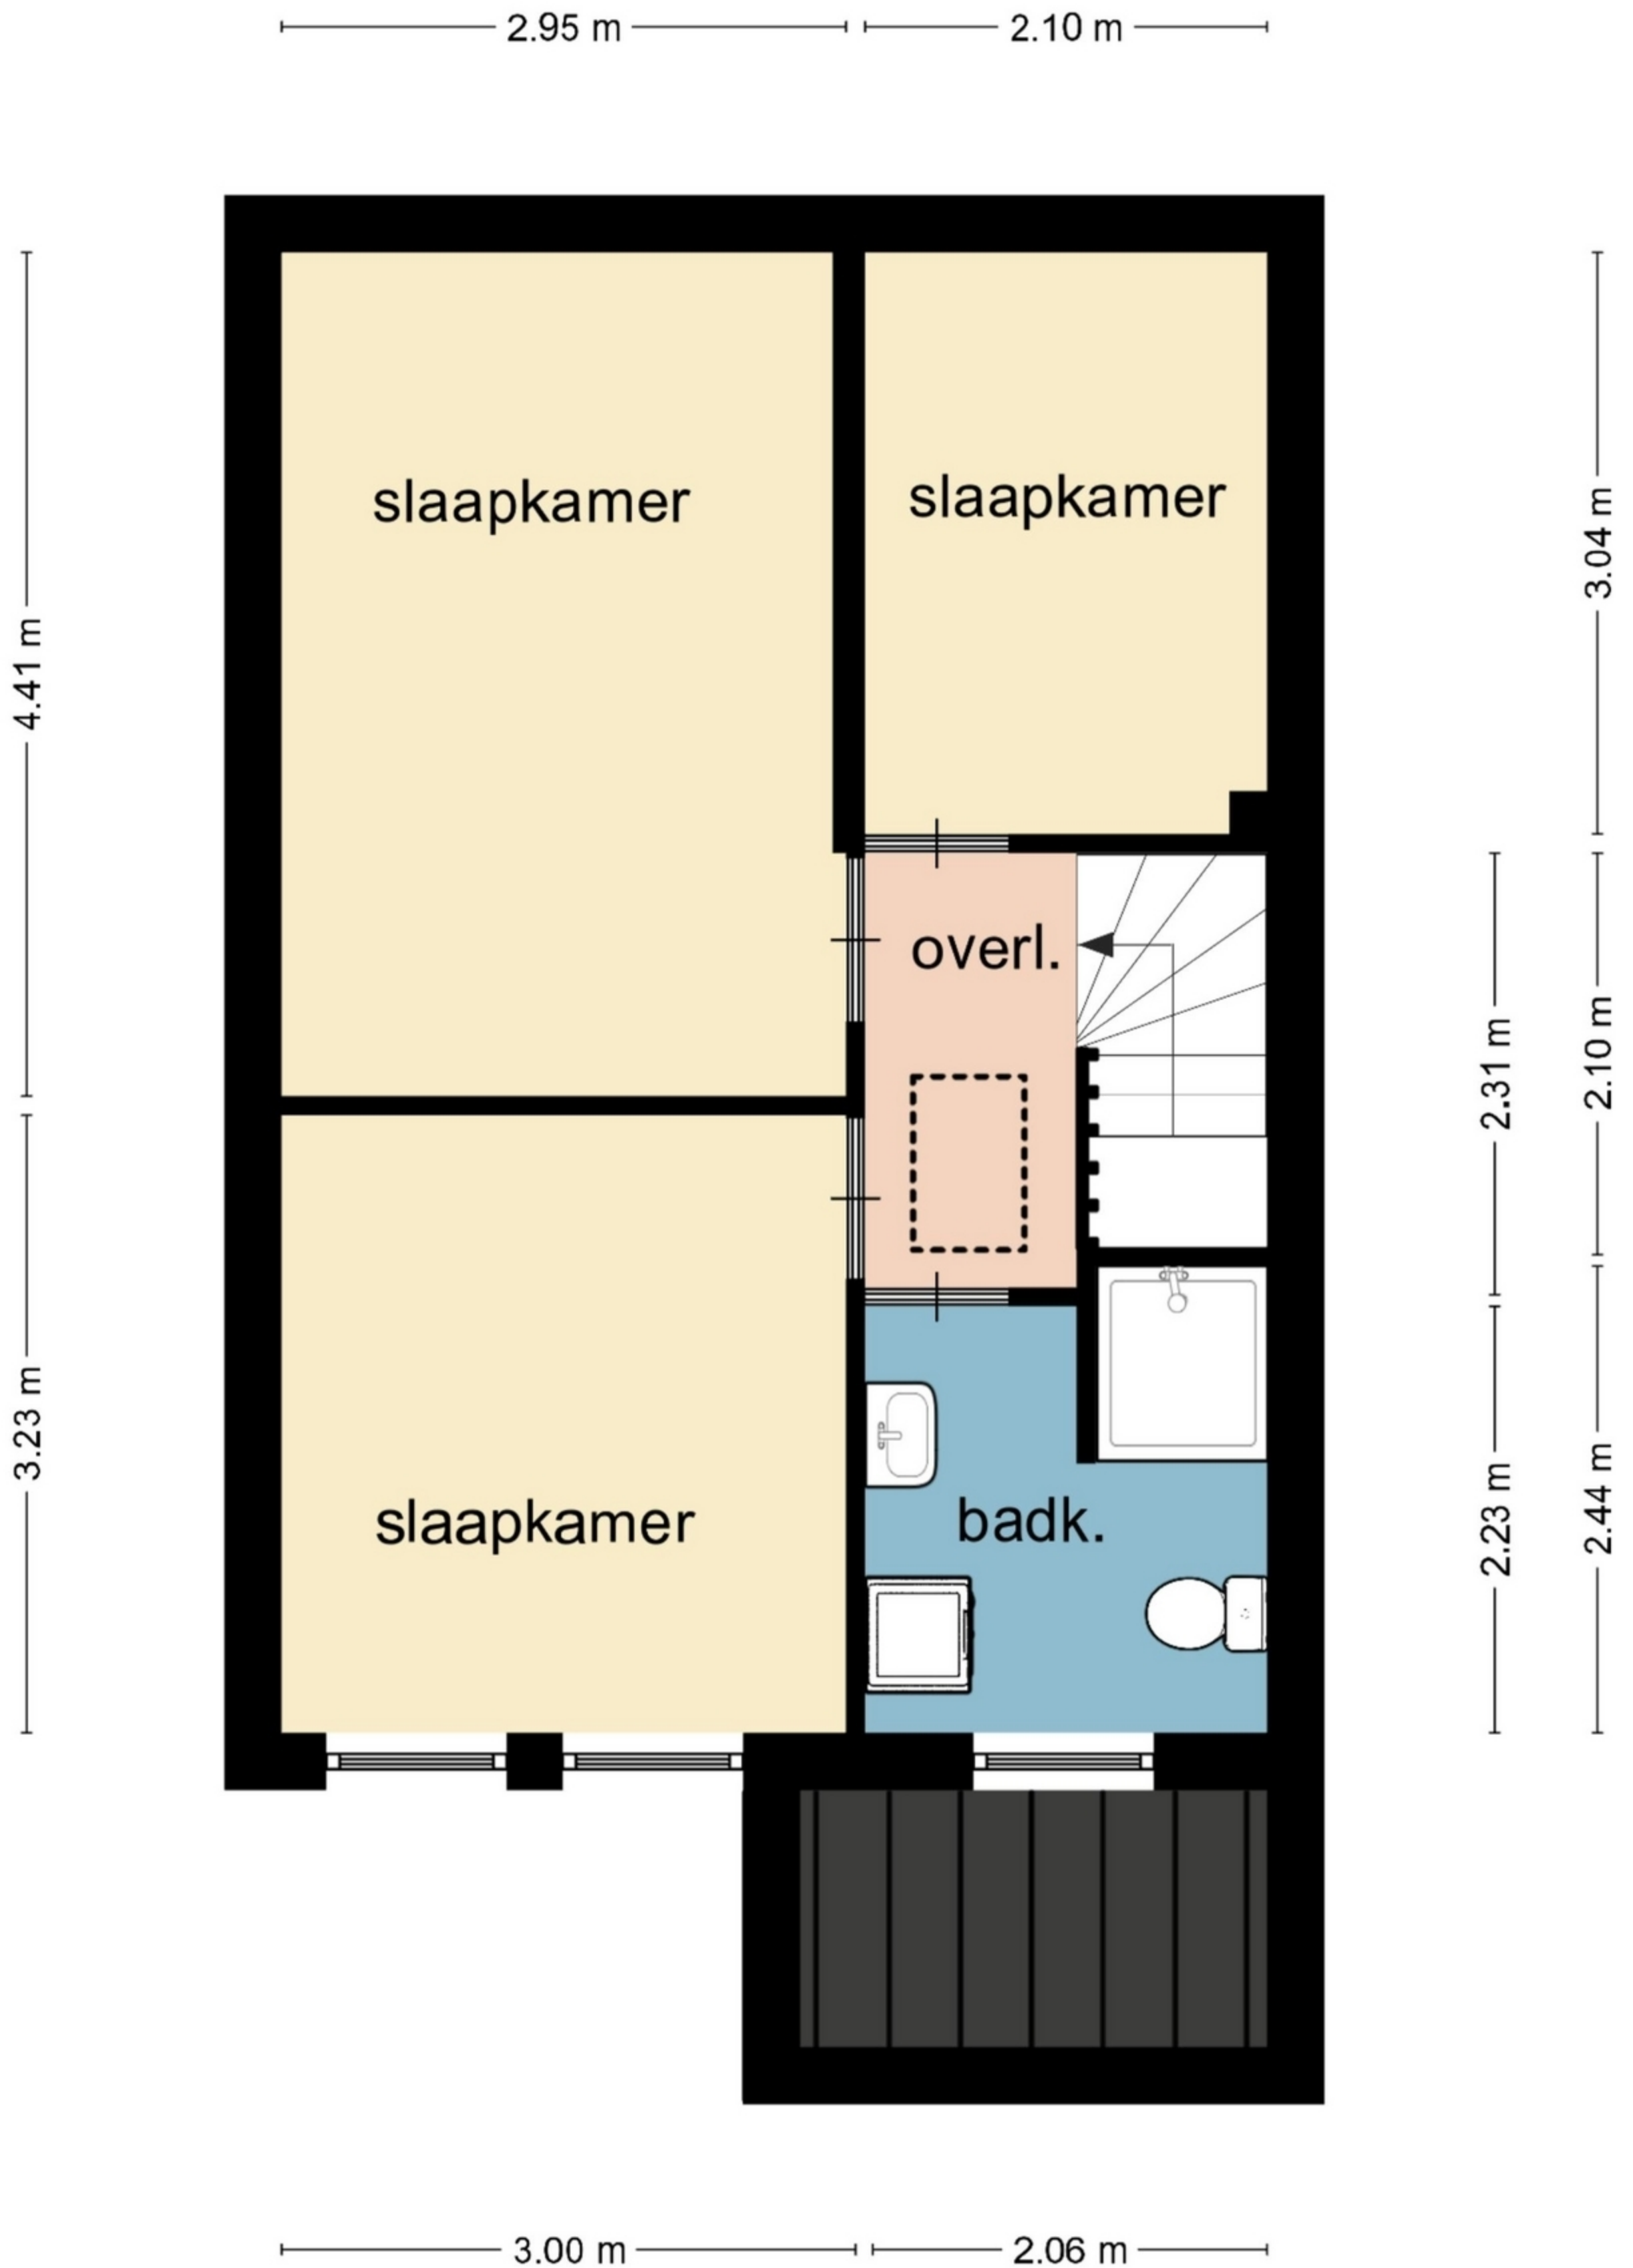 2.95 m
2.10 m
slaapkamer
slaapkamer
4.41 m
3.04 m
overl.
2.31 m
2.10 m
3.23 m
slaapkamer
badk.
2.23 m
2.44 m
3.00 m
2.06 m